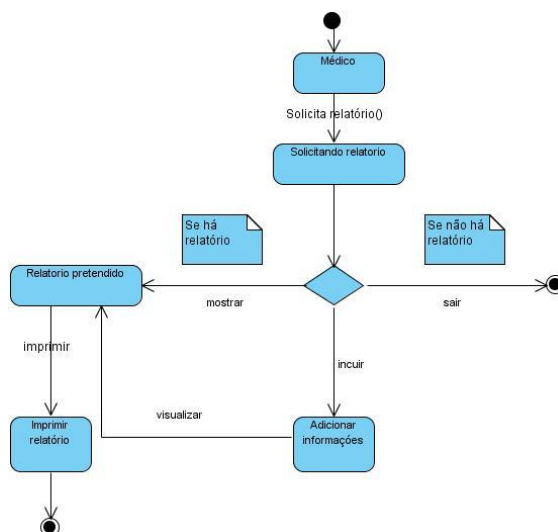 Médico
Solicita relatório()
Solicitando relatorio
Se há
relatório
Se não há
relatório
Relatorio pretendido
mostrar
sair
imprimir
incuir
visualizar
Imprimir
relatório
Adicionar
informações